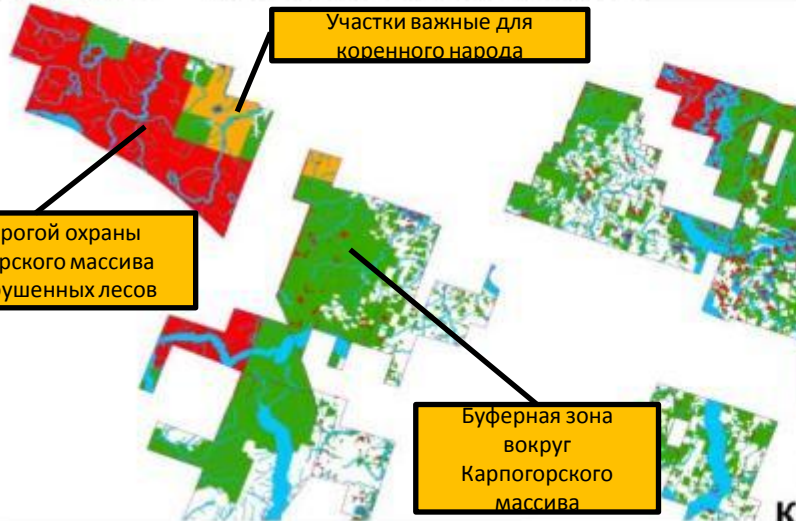 Участки важные для
коренного народа
рогой охраны
рского массива
рушенных лесов
Буферная зона
вокруг
Карпогорского
массива
К